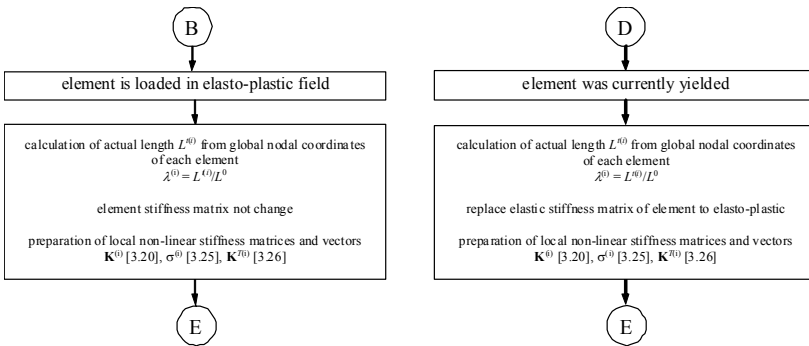 B
element is loaded in elasto-plastic field
calculation of actual length L^t(i) from global nodal coordinates
of each element
λ^(i) = L^t(i)/L^0
element stiffness matrix not change
preparation of local non-linear stiffness matrices and vectors
K^(i) [3.20], σ^(i) [3.25], K^T(i) [3.26]
E
D
element was currently yielded
calculation of actual length L^t(i) from global nodal coordinates
of each element
λ^(i) = L^t(i)/L^0
replace elastic stiffness matrix of element to elasto-plastic
preparation of local non-linear stiffness matrices and vectors
K^(i) [3.20], σ^(i) [3.25], K^T(i) [3.26]
E